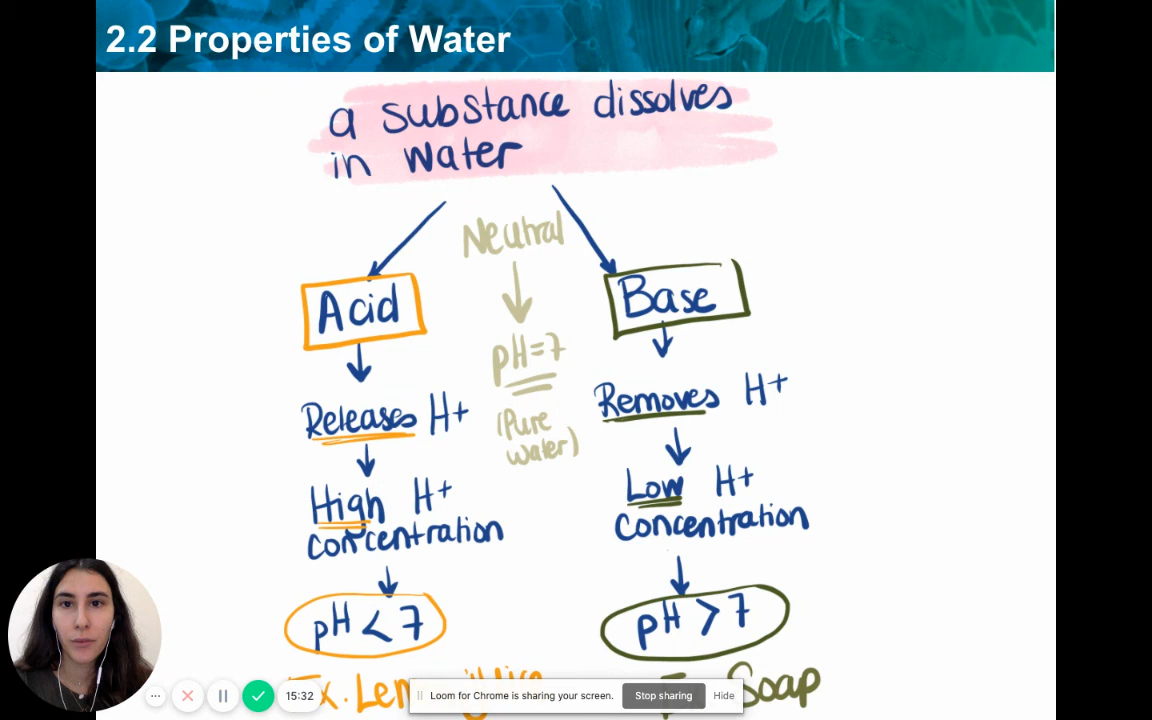 2.2 Properties of Water
a substance dissolves
in water
Neutral
Acid
Base
pH=7
Releases H+
(Pure
water)
Removes H+
High H+
concentration
Low H+
concentration
pH < 7
pH > 7
Ex. Soap
15:32
Loom for Chrome is sharing your screen.
Stop sharing
Hide